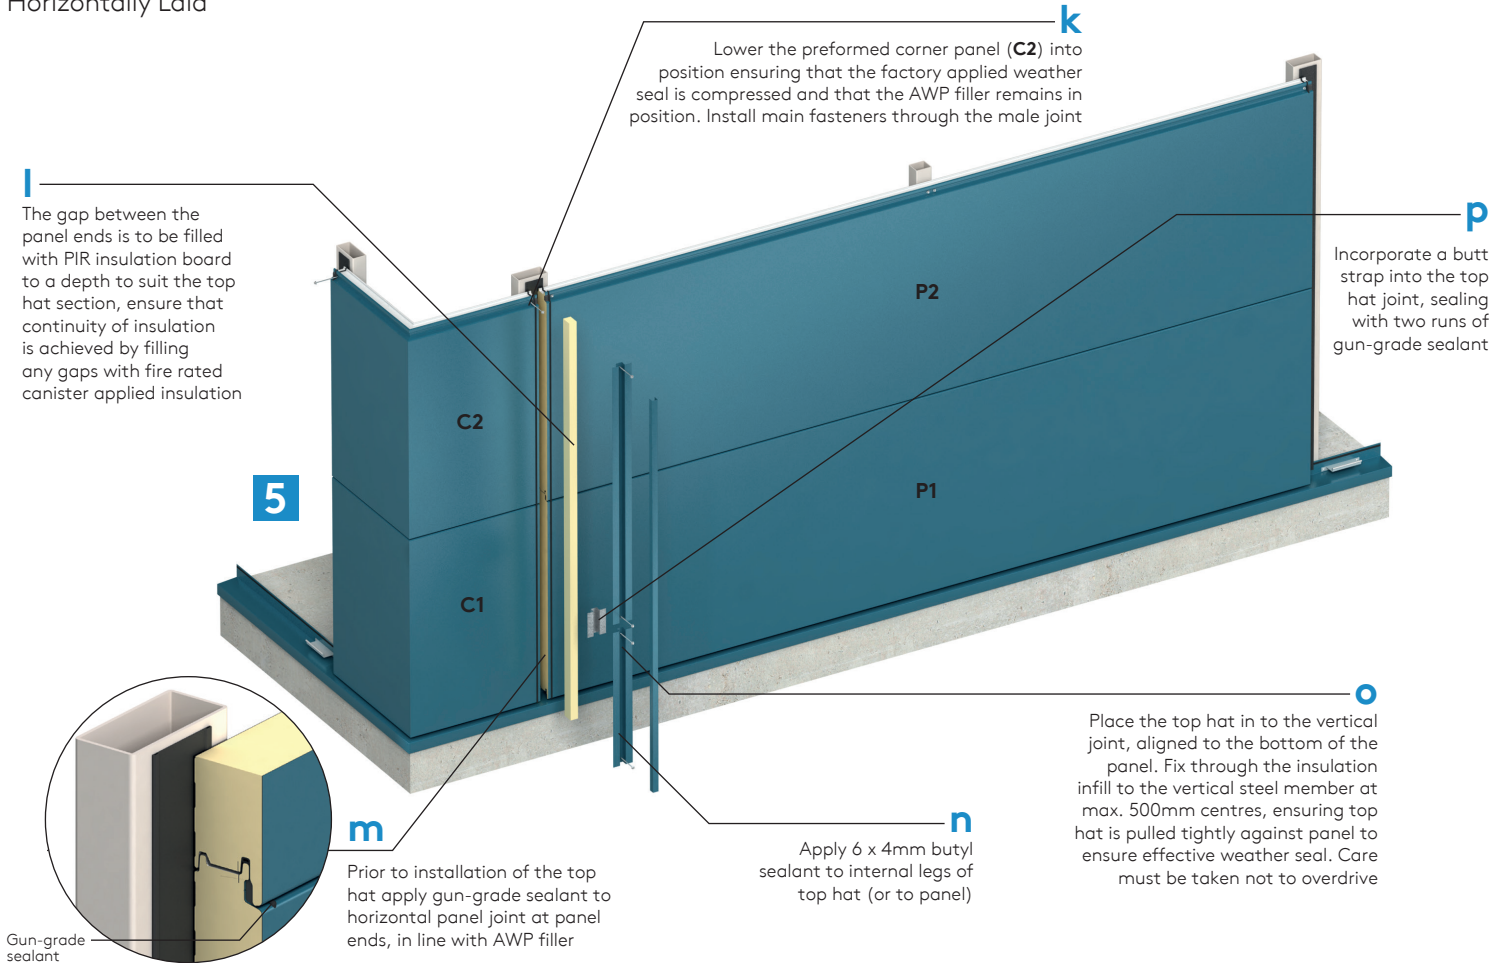 Horizontally Laid
k
Lower the preformed corner panel (C2) into
position ensuring that the factory applied weather
seal is compressed and that the AWP filler remains in
position. Install main fasteners through the male joint
l
The gap between the
panel ends is to be filled
with PIR insulation board
to a depth to suit the top
hat section, ensure that
continuity of insulation
is achieved by filling
any gaps with fire rated
canister applied insulation
p
Incorporate a butt
strap into the top
hat joint, sealing
with two runs of
gun-grade sealant
P2
C2
P1
5
C1
o
Place the top hat in to the vertical
joint, aligned to the bottom of the
panel. Fix through the insulation
infill to the vertical steel member at
max. 500mm centres, ensuring top
hat is pulled tightly against panel to
ensure effective weather seal. Care
must be taken not to overdrive
n
Apply 6 x 4mm butyl
sealant to internal legs of
top hat (or to panel)
m
Prior to installation of the top
hat apply gun-grade sealant to
horizontal panel joint at panel
ends, in line with AWP filler
Gun-grade
sealant